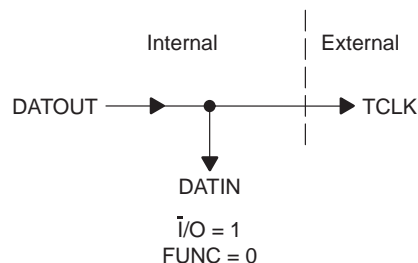 Internal
External
DATOUT
TCLK
DATIN
I̅/O = 1
FUNC = 0